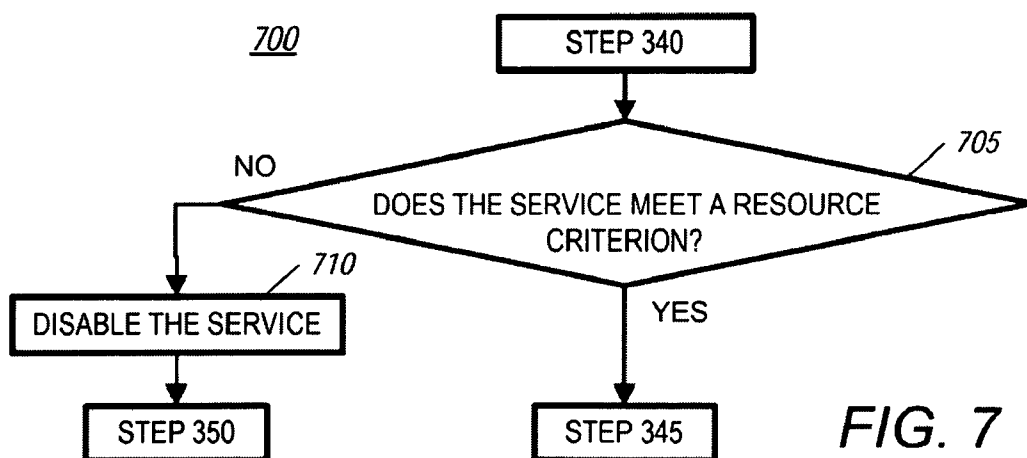 700
STEP 340
705
NO
DOES THE SERVICE MEET A RESOURCE
CRITERION?
710
YES
DISABLE THE SERVICE
STEP 350
STEP 345
FIG. 7